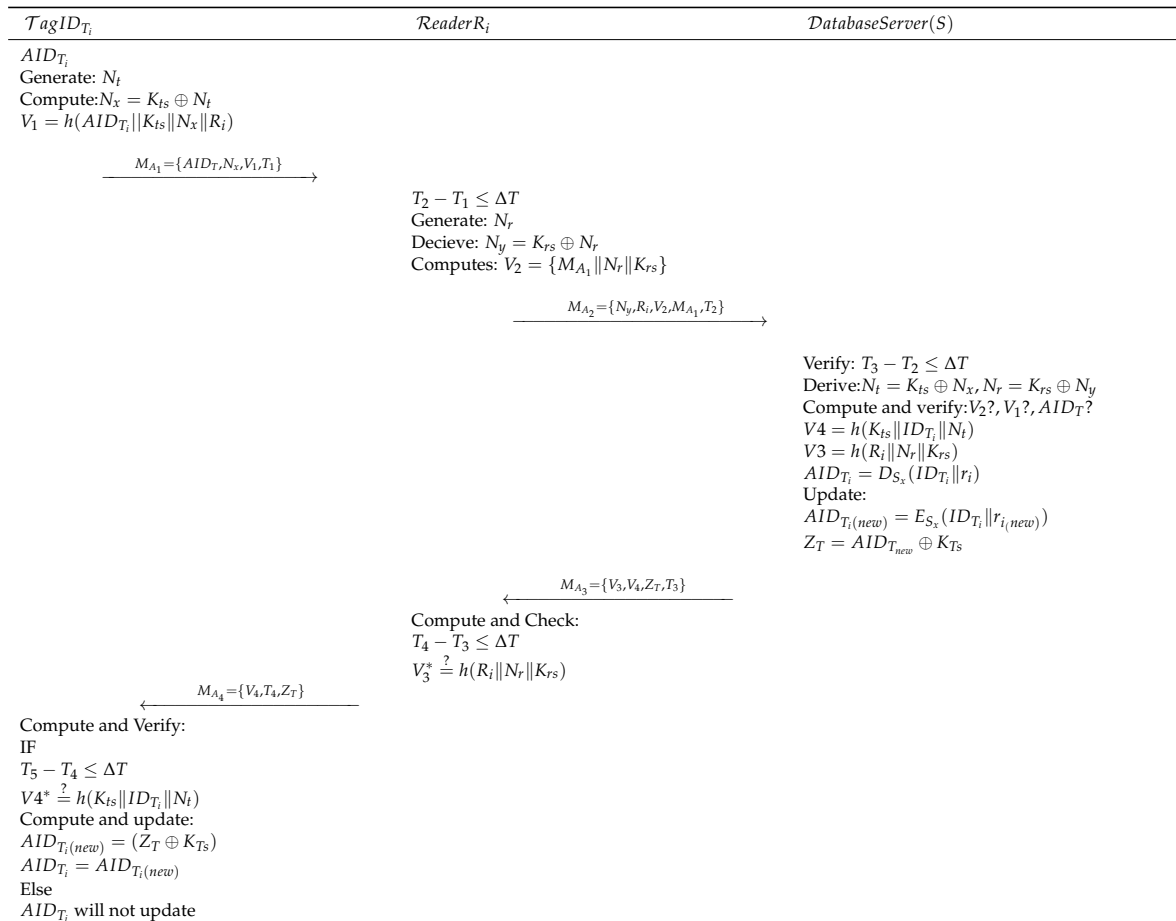 𝒯agID_{T_i} ℛeaderR_i 𝒟atabaseServer(S)
AID_{T_i}
Generate: N_t
Compute:N_x = K_{ts} ⊕ N_t
V_1 = h(AID_{T_i}||K_{ts}‖N_x‖R_i)
M_{A_1}={AID_T,N_x,V_1,T_1}
T_2 − T_1 ≤ ΔT
Generate: N_r
Decieve: N_y = K_{rs} ⊕ N_r
Computes: V_2 = {M_{A_1}‖N_r‖K_{rs}}
M_{A_2}={N_y,R_i,V_2,M_{A_1},T_2}
Verify: T_3 − T_2 ≤ ΔT
Derive:N_t = K_{ts} ⊕ N_x, N_r = K_{rs} ⊕ N_y
Compute and verify:V_2?, V_1?, AID_T?
V4 = h(K_{ts}‖ID_{T_i}‖N_t)
V3 = h(R_i‖N_r‖K_{rs})
AID_{T_i} = D_{S_x}(ID_{T_i}‖r_i)
Update:
AID_{T_i(new)} = E_{S_x}(ID_{T_i}‖r_{i_(new)})
Z_T = AID_{T_{new}} ⊕ K_{Ts}
M_{A_3}={V_3,V_4,Z_T,T_3}
Compute and Check:
T_4 − T_3 ≤ ΔT
V_3^* ≟ h(R_i‖N_r‖K_{rs})
M_{A_4}={V_4,T_4,Z_T}
Compute and Verify:
IF
T_5 − T_4 ≤ ΔT
V4^* ≟ h(K_{ts}‖ID_{T_i}‖N_t)
Compute and update:
AID_{T_i(new)} = (Z_T ⊕ K_{Ts})
AID_{T_i} = AID_{T_i(new)}
Else
AID_{T_i} will not update